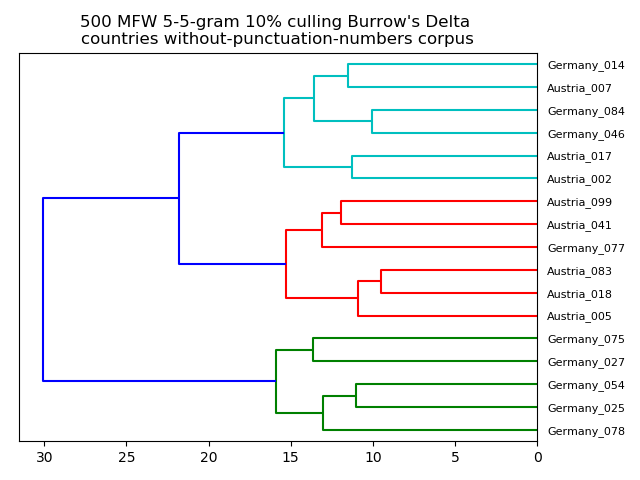 500 MFW 5-5-gram 10% culling Burrow's Delta
countries without-punctuation-numbers corpus
Germany_014
Austria_007
Germany_084
Germany_046
Austria_017
Austria_002
Austria_099
Austria_041
Germany_077
Austria_083
Austria_018
Austria_005
Germany_075
Germany_027
Germany_054
Germany_025
Germany_078
30 25 20 15 10 5 0